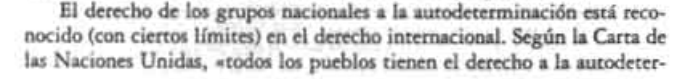 El derecho de los grupos nacionales a la autodeterminación está reco-
nocido (con ciertos límites) en el derecho internacional. Según la Carta de
las Naciones Unidas, «todos los pueblos tienen el derecho a la autodeter-